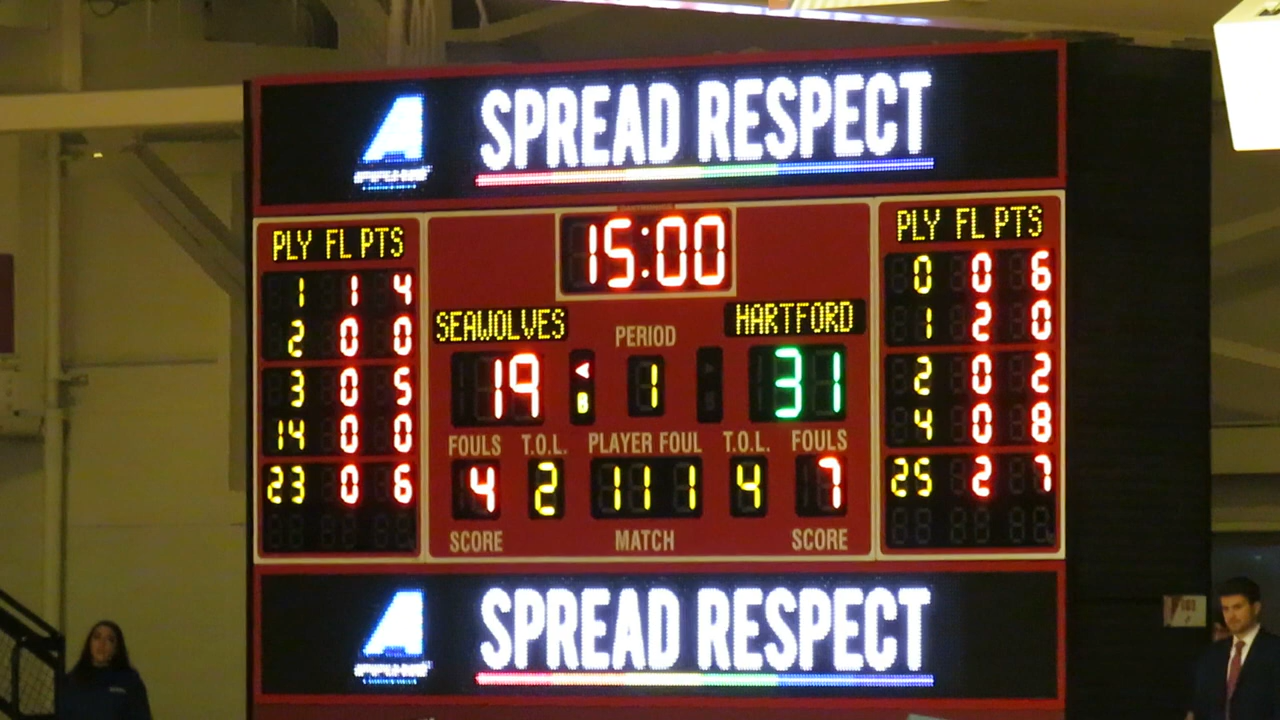 SPREAD RESPECT
15:00
PLY FL PTS
1 1 4
2 0 0
3 0 5
14 0 0
23 0 6
SEAWOLVES PERIOD HARTFORD
19 B 1 31
FOULS T.O.L. PLAYER FOUL T.O.L. FOULS
4 2 11 1 4 7
SCORE MATCH SCORE
PLY FL PTS
0 0 6
1 2 0
2 0 2
4 0 8
25 2 7
A SPREAD RESPECT